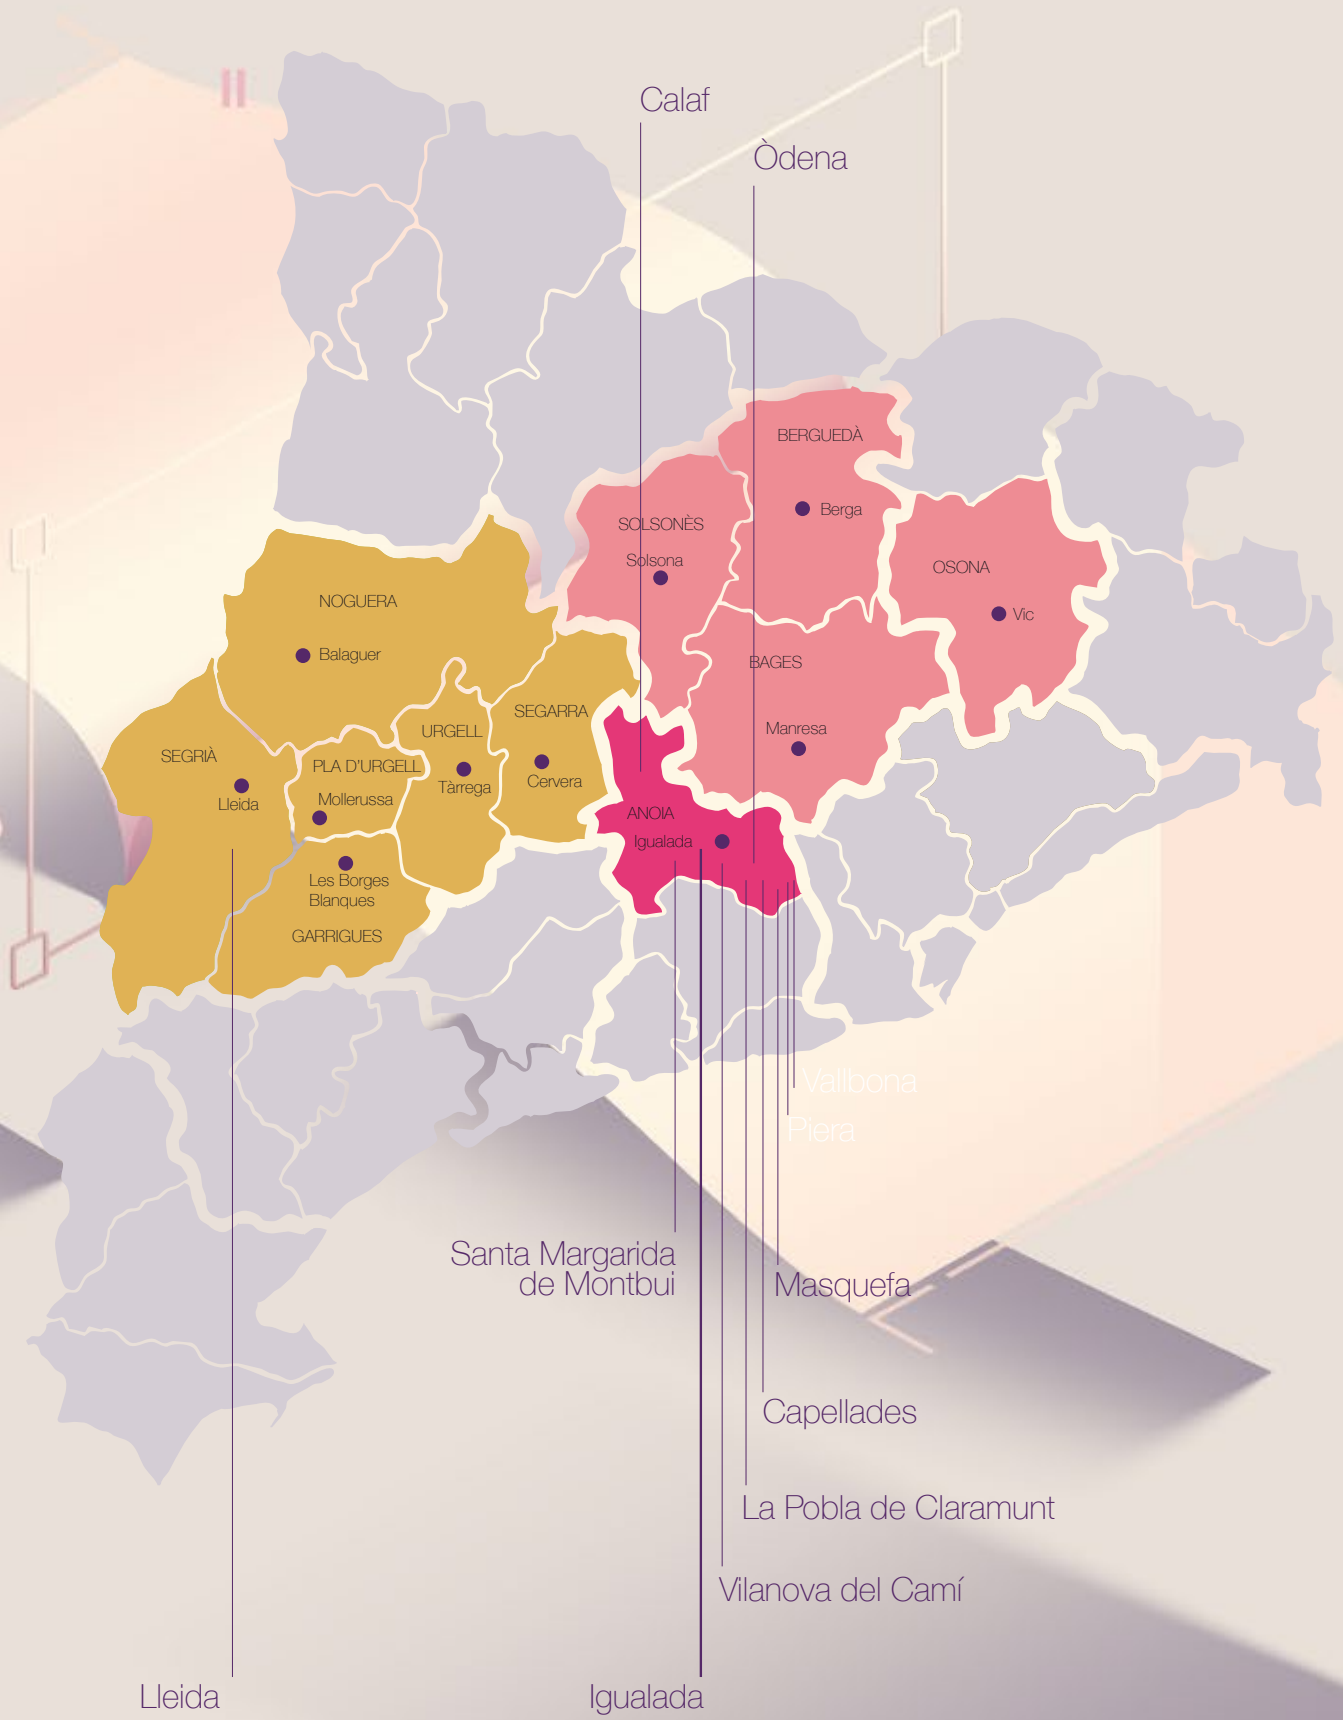 Calaf
Òdena
BERGUEDÀ
Berga
SOLSONÈS
Solsona
OSONA
Vic
NOGUERA
Balaguer
BAGES
Manresa
SEGARRA
Cervera
URGELL
Tàrrega
SEGRIÀ
Lleida
PLA D'URGELL
Mollerussa
ANOIA
Igualada
Les Borges
Blanques
GARRIGUES
Vallbona
Piera
Santa Margarida
de Montbui
Masquefa
Capellades
La Pobla de Claramunt
Vilanova del Camí
Lleida
Igualada